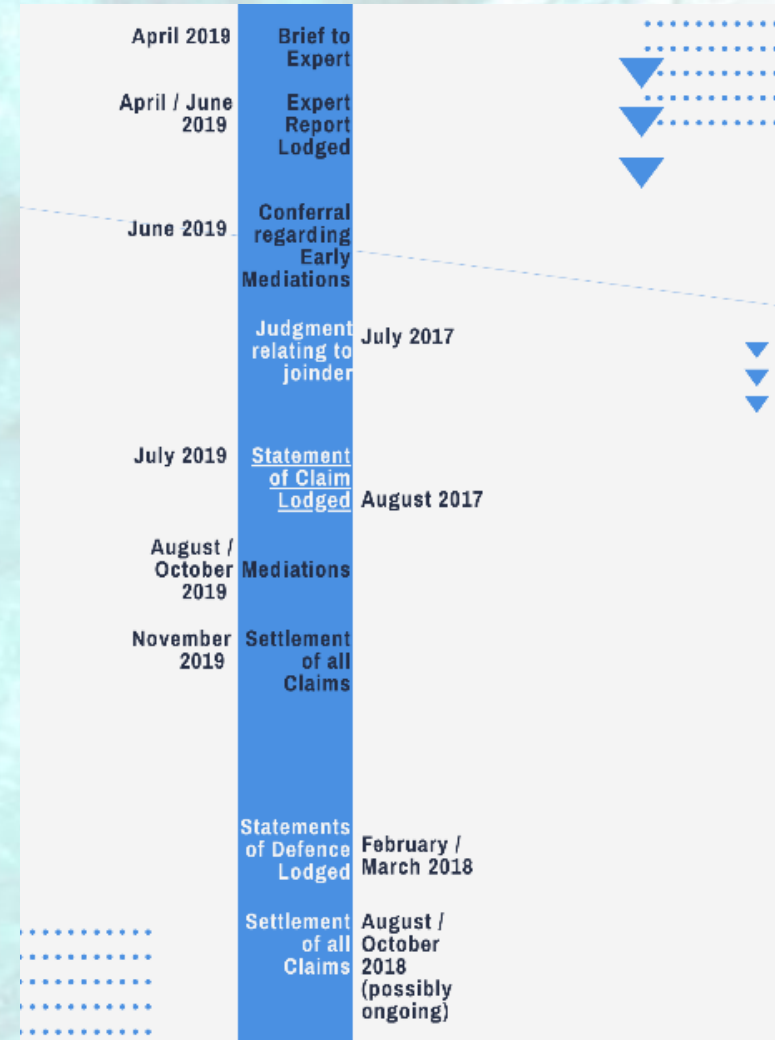 April 2019
Brief to
Expert
April / June
2019
Expert
Report
Lodged
June 2019
Conferral
regarding
Early
Mediations
Judgment
relating to
joinder
July 2017
July 2019
Statement
of Claim
Lodged
August 2017
August /
October
2019
Mediations
November
2019
Settlement
of all
Claims
Statements
of Defence
Lodged
February /
March 2018
Settlement
of all
Claims
August /
October
2018
(possibly
ongoing)